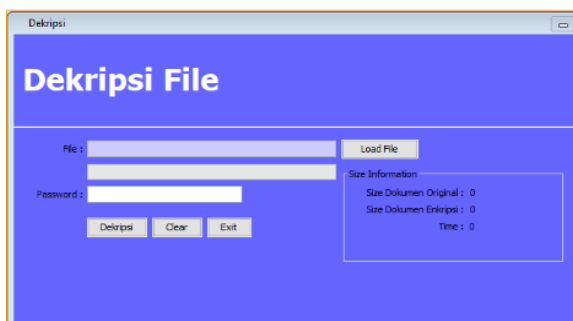 Dekripsi
Dekripsi File
File :
Load File
Size Information
Password :
Size Dokumen Original : 0
Size Dokumen Enkripsi : 0
Time : 0
Dekripsi Clear Exit